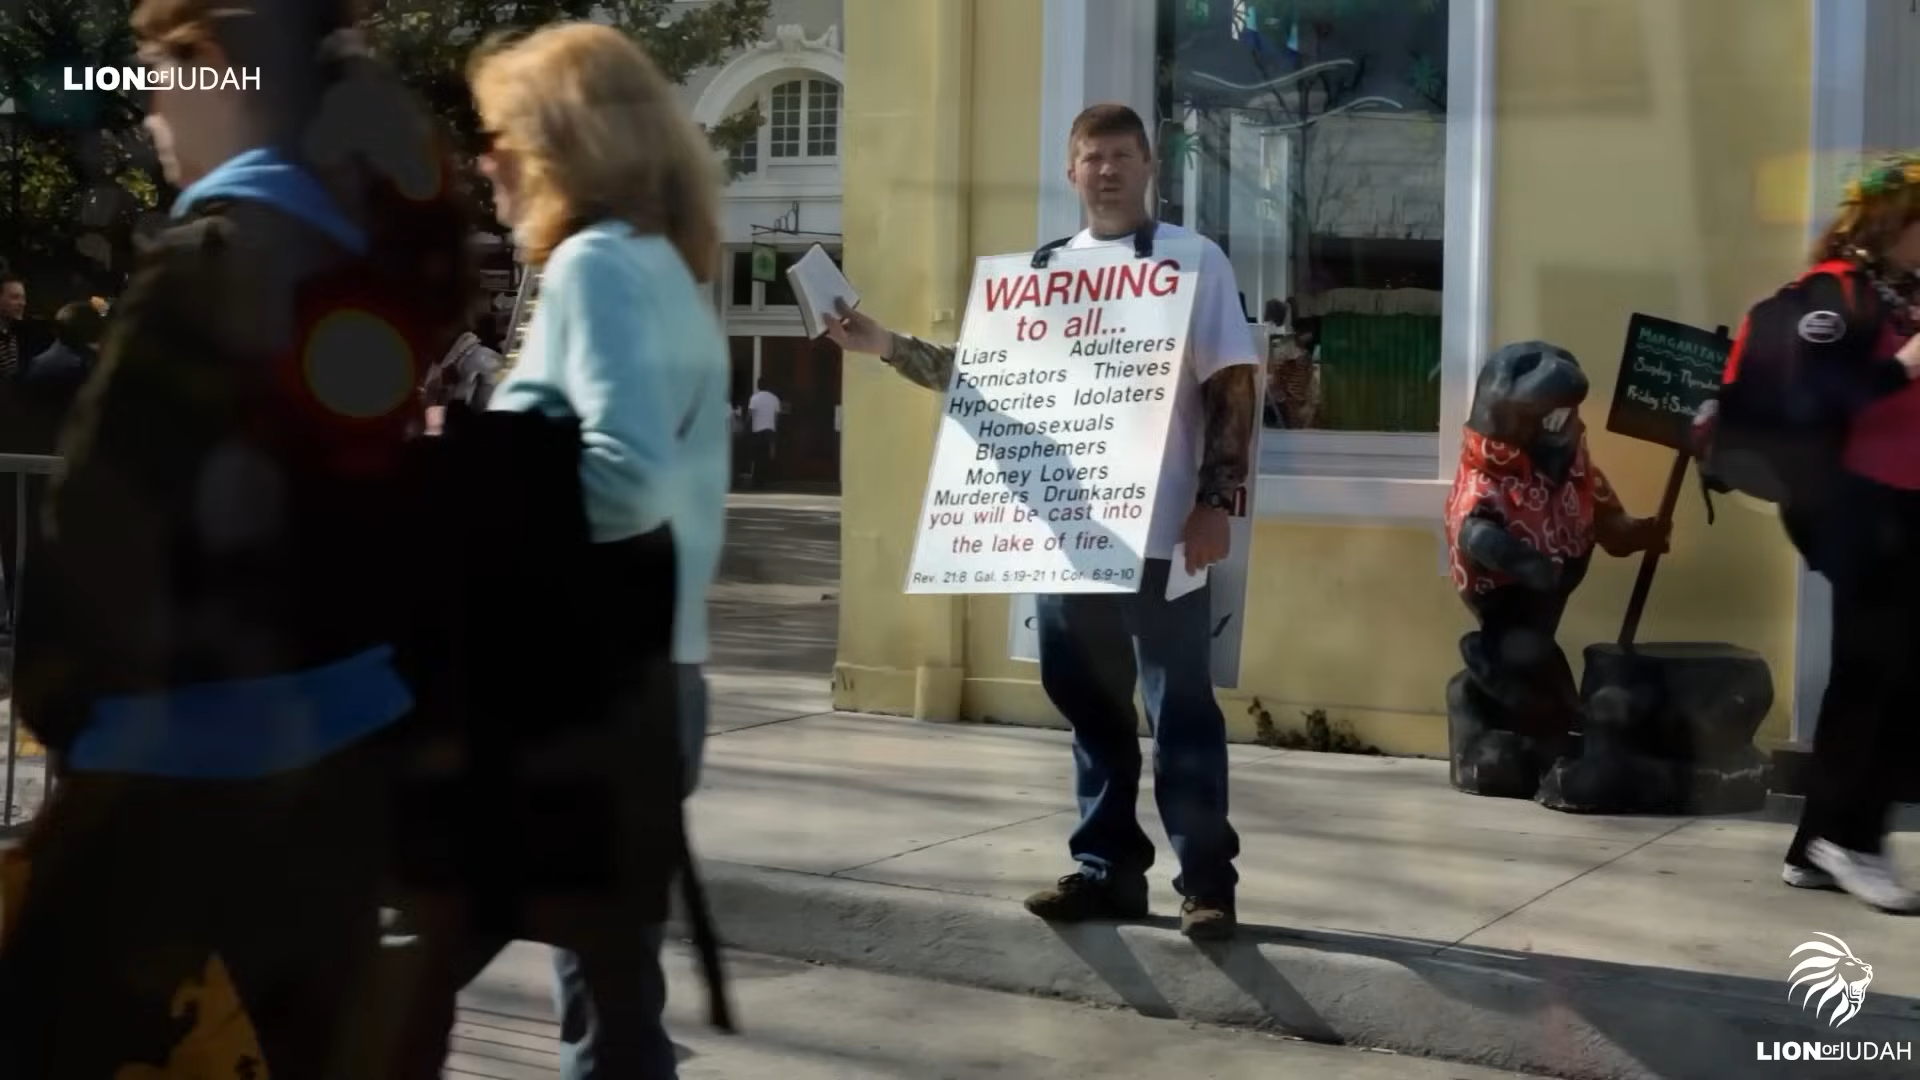 LION OF JUDAH
WARNING
to all...
Liars Adulterers
Fornicators Thieves
Hypocrites Idolaters
Homosexuals
Blasphemers
Money Lovers
Murderers Drunkards
you will be cast into
the lake of fire.
Rev. 21:8 Gal. 5:19-21 1 Cor. 6:9-10
Sunday -
Friday &
LION OF JUDAH